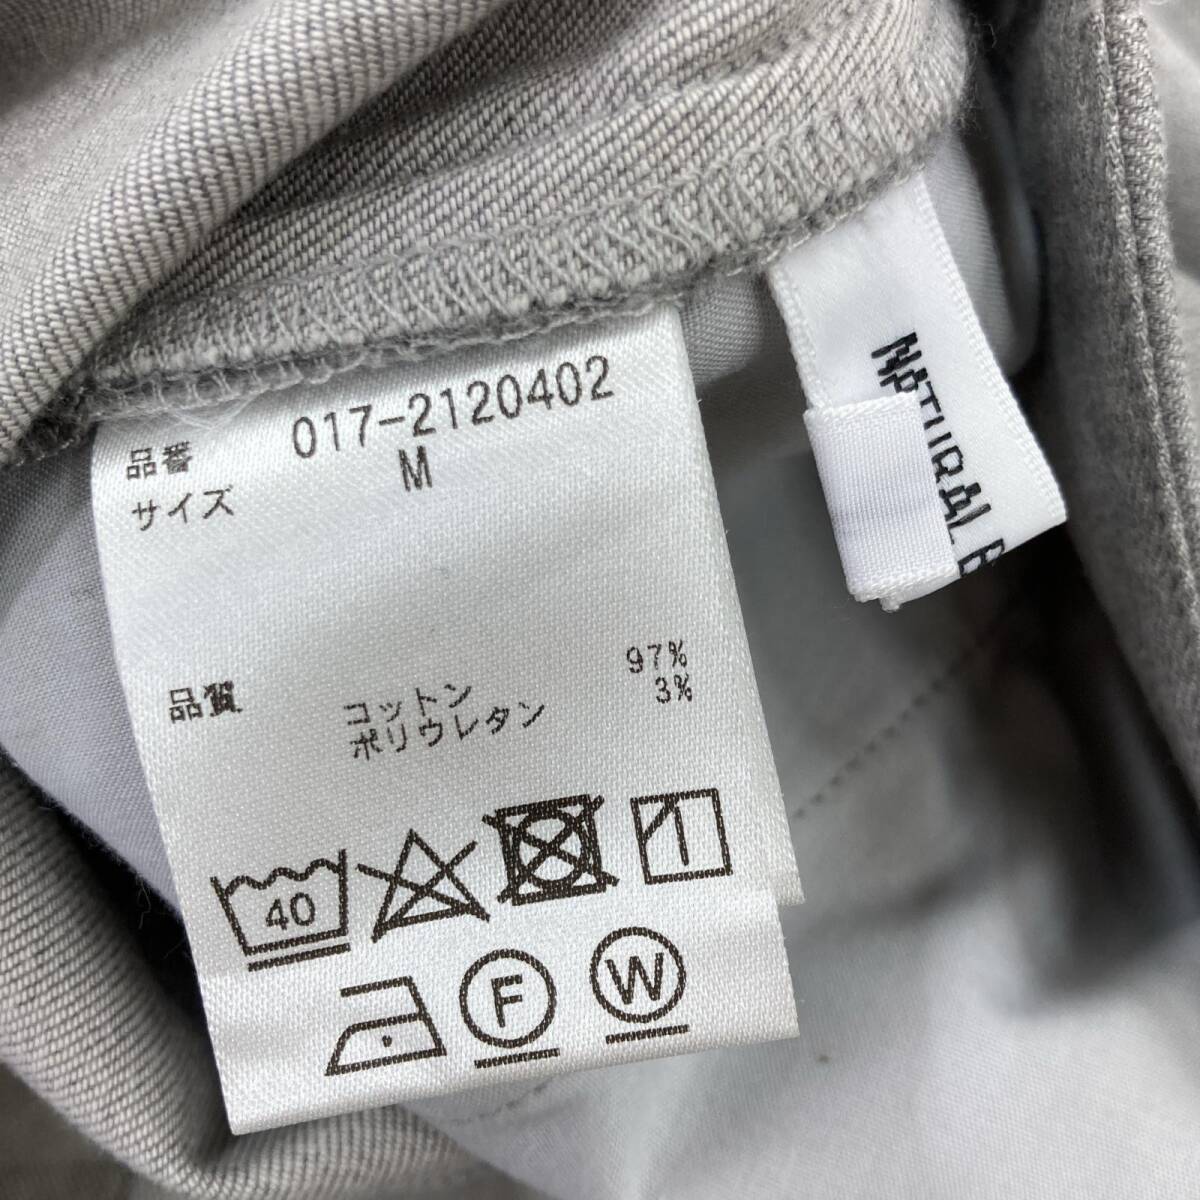 品番 017-2120402
サイズ M
品質 コットン 97%
ポリウレタン 3%
40
F
W
NATURAL